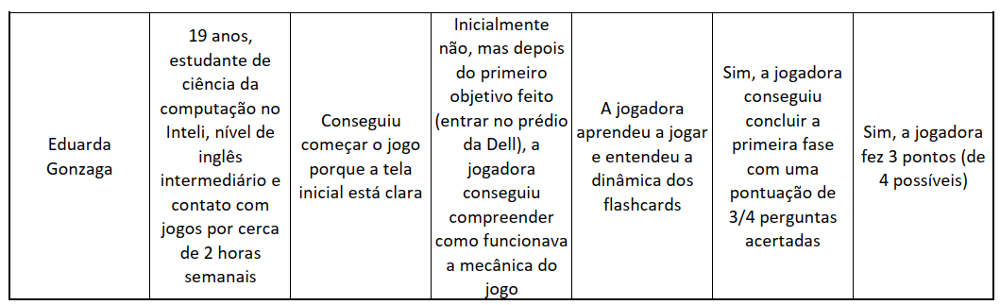 Eduarda
Gonzaga
19 anos,
estudante de
ciência da
computação no
Inteli, nível de
inglês
intermediário e
contato com
jogos por cerca
de 2 horas
semanais
Conseguiu
começar o jogo
porque a tela
inicial está clara
Inicialmente
não, mas depois
do primeiro
objetivo feito
(entrar no prédio
da Dell), a
jogadora
conseguiu
compreender
como funcionava
a mecânica do
jogo
A jogadora
aprendeu a jogar
e entendeu a
dinâmica dos
flashcards
Sim, a jogadora
conseguiu
concluir a
primeira fase
com uma
pontuação de
3/4 perguntas
acertadas
Sim, a jogadora
fez 3 pontos (de
4 possíveis)